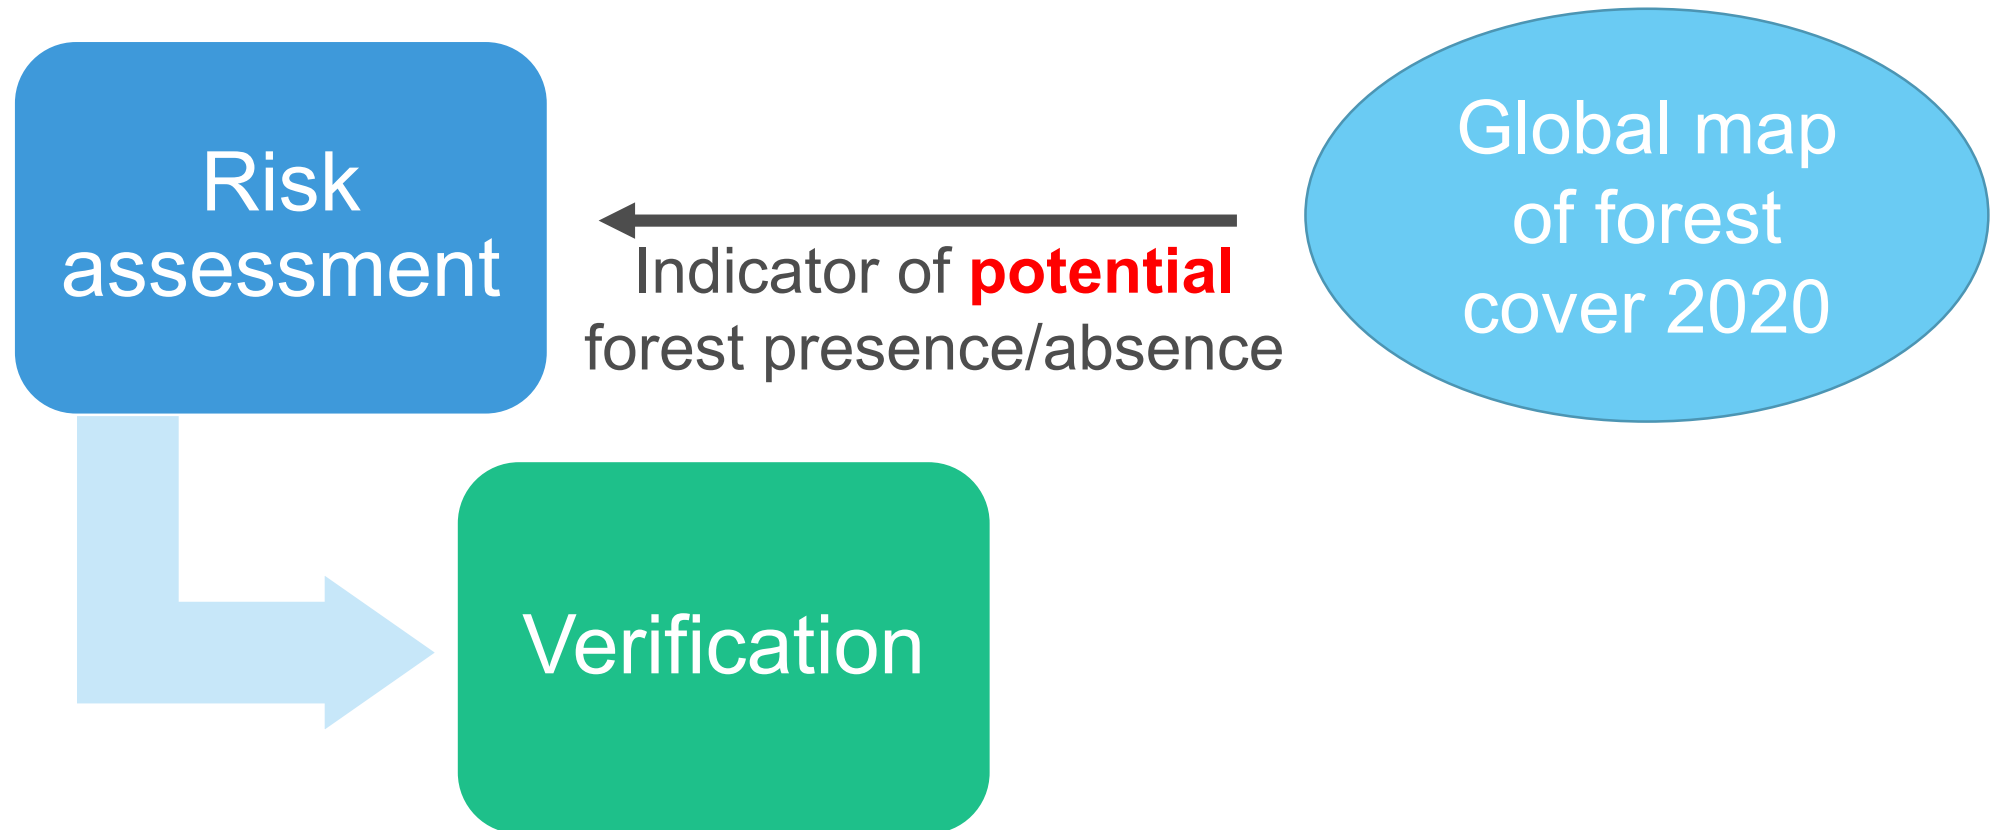 Risk
assessment
Indicator of potential
forest presence/absence
Global map
of forest
cover 2020
Verification